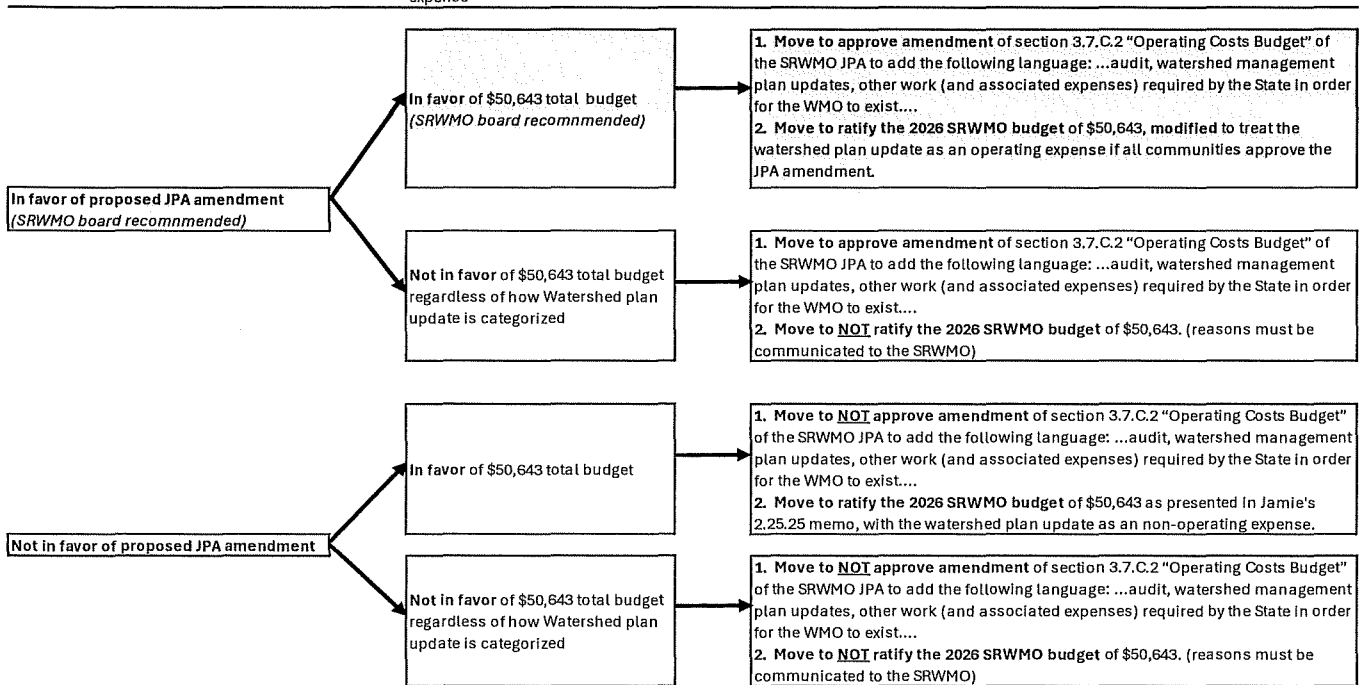 expense
In favor of proposed JPA amendment
(SRWMO board recomnmended)
In favor of $50,643 total budget
(SRWMO board recomnmended)
1. Move to approve amendment of section 3.7.C.2 "Operating Costs Budget" of
the SRWMO JPA to add the following language: ...audit, watershed management
plan updates, other work (and associated expenses) required by the State in order
for the WMO to exist....
2. Move to ratify the 2026 SRWMO budget of $50,643, modified to treat the
watershed plan update as an operating expense if all communities approve the
JPA amendment.
Not in favor of $50,643 total budget
regardless of how Watershed plan
update is categorized
1. Move to approve amendment of section 3.7.C.2 "Operating Costs Budget" of
the SRWMO JPA to add the following language: ...audit, watershed management
plan updates, other work (and associated expenses) required by the State in order
for the WMO to exist....
2. Move to NOT ratify the 2026 SRWMO budget of $50,643. (reasons must be
communicated to the SRWMO)
Not in favor of proposed JPA amendment
In favor of $50,643 total budget
1. Move to NOT approve amendment of section 3.7.C.2 "Operating Costs Budget"
of the SRWMO JPA to add the following language: ...audit, watershed management
plan updates, other work (and associated expenses) required by the State in order
for the WMO to exist....
2. Move to ratify the 2026 SRWMO budget of $50,643 as presented in Jamie's
2.25.25 memo, with the watershed plan update as an non-operating expense.
Not in favor of $50,643 total budget
regardless of how Watershed plan
update is categorized
1. Move to NOT approve amendment of section 3.7.C.2 "Operating Costs Budget"
of the SRWMO JPA to add the following language: ...audit, watershed management
plan updates, other work (and associated expenses) required by the State in order
for the WMO to exist....
2. Move to NOT ratify the 2026 SRWMO budget of $50,643. (reasons must be
communicated to the SRWMO)